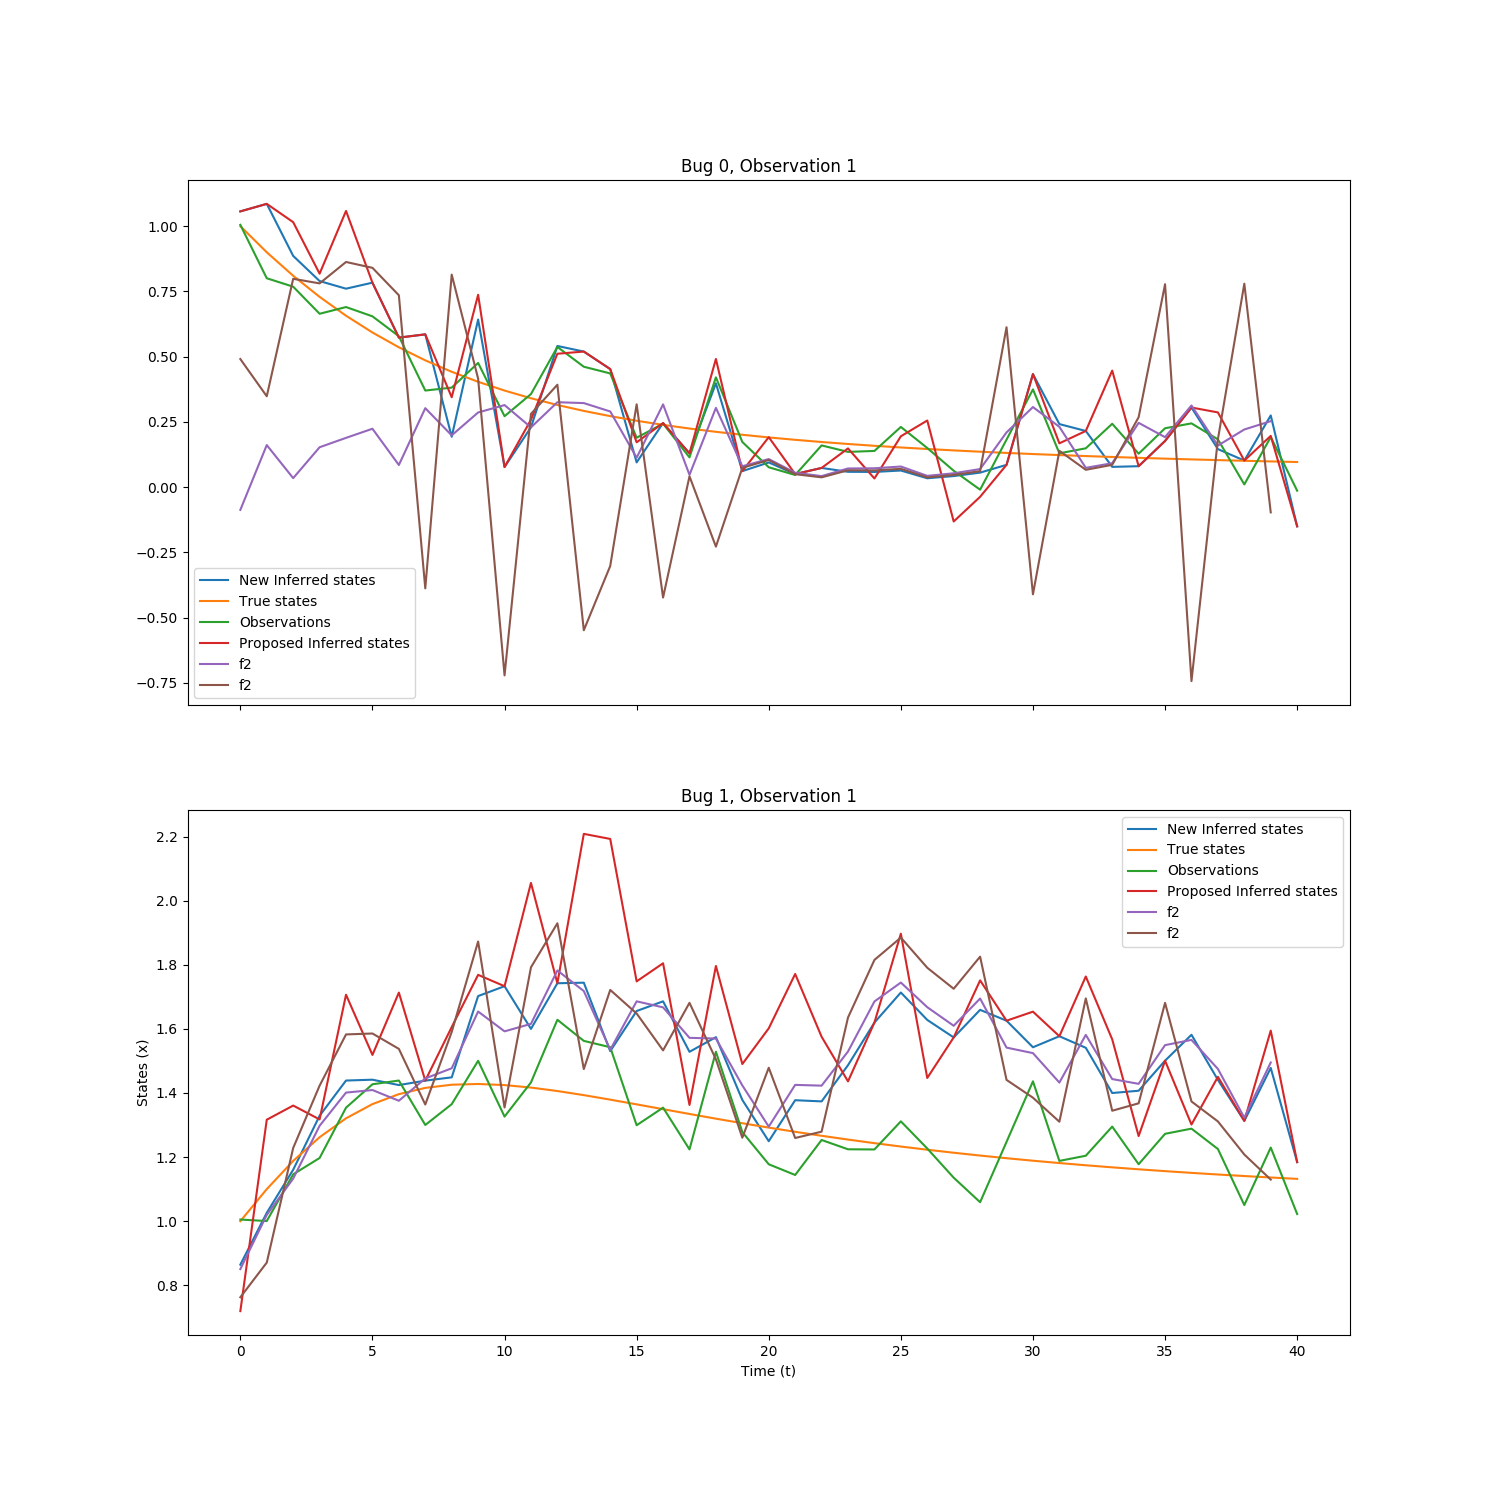 Bug 0, Observation 1
1.00
0.75
0.50
0.25
0.00
−0.25
−0.50
−0.75
New Inferred states
True states
Observations
Proposed Inferred states
f2
f2
Bug 1, Observation 1
States (x)
2.2
2.0
1.8
1.6
1.4
1.2
1.0
0.8
New Inferred states
True states
Observations
Proposed Inferred states
f2
f2
0 5 10 15 20 25 30 35 40
Time (t)